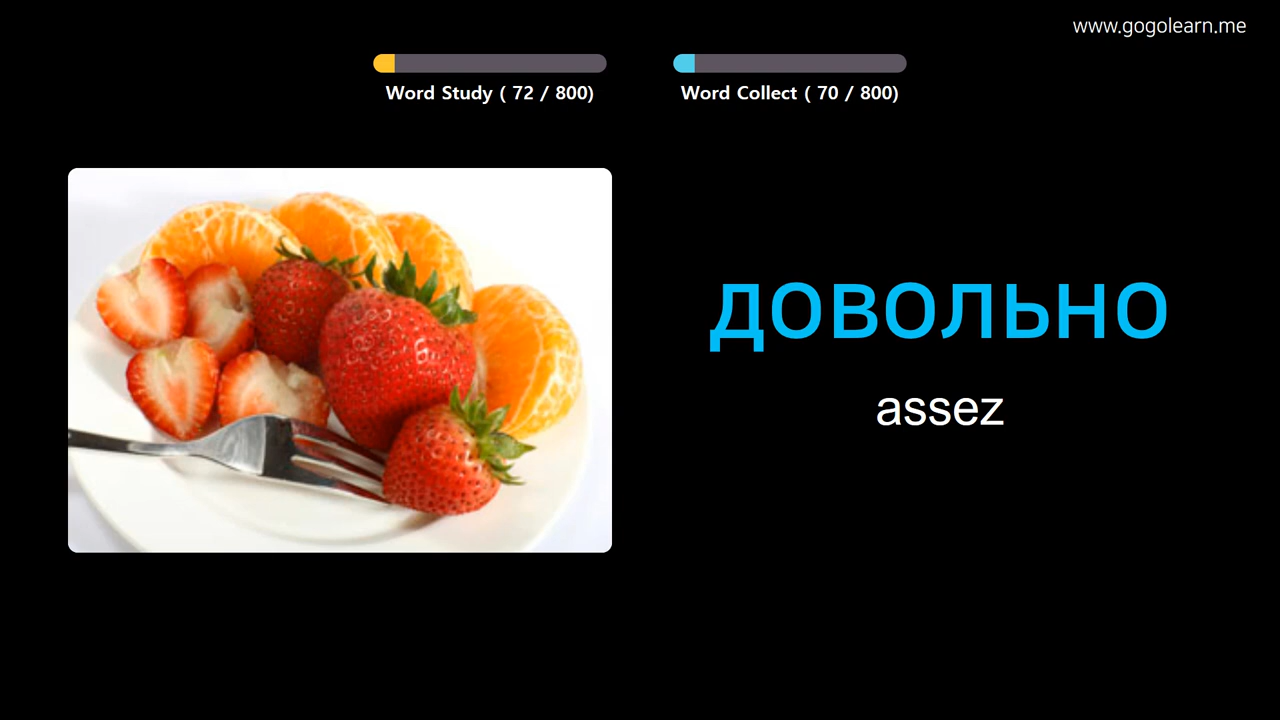 www.gogolearn.me
Word Study ( 72 / 800)
Word Collect ( 70 / 800)
довольно
assez